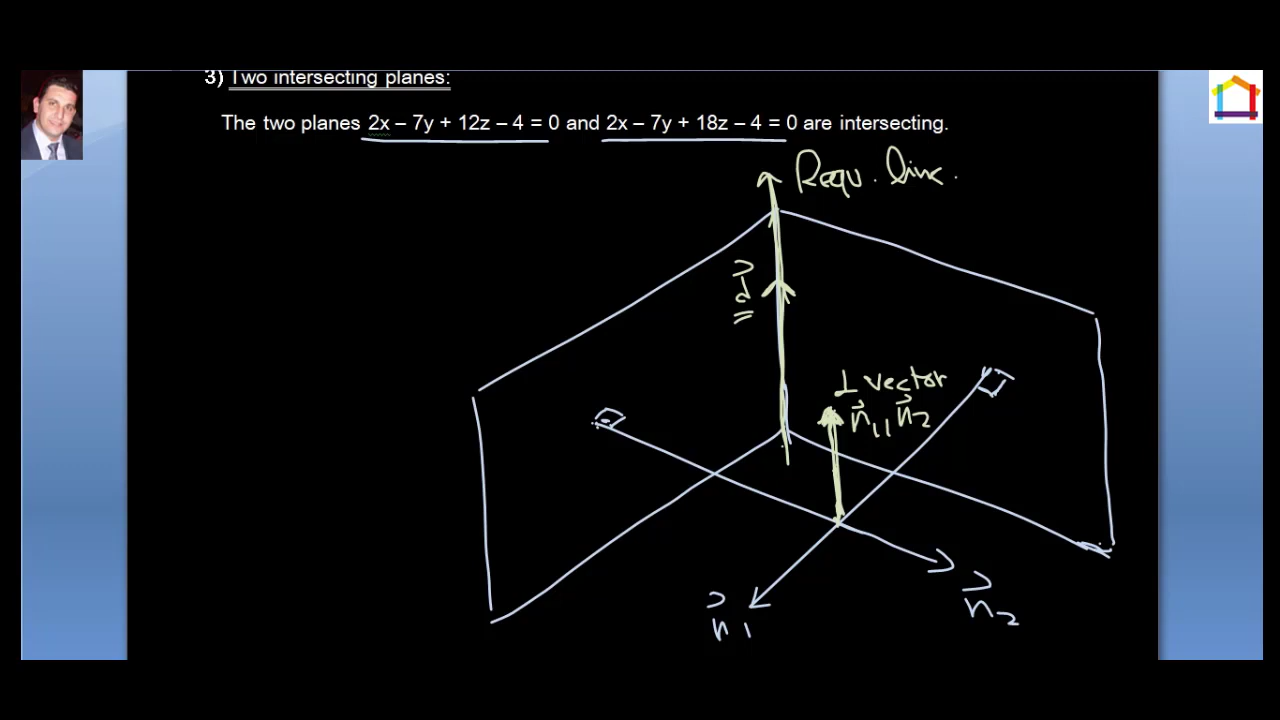 3) Two intersecting planes:
The two planes 2x – 7y + 12z – 4 = 0 and 2x – 7y + 18z – 4 = 0 are intersecting.
Requ. line.
d
⊥ vector
n1, n2
n1
n2